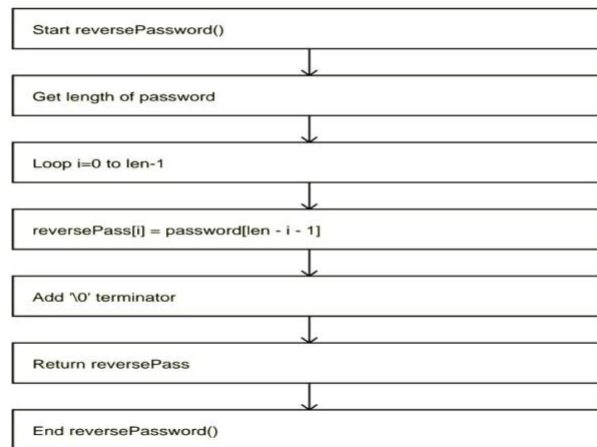 Start reversePassword()
Get length of password
Loop i=0 to len-1
reversePass[i] = password[len - i - 1]
Add '\0' terminator
Return reversePass
End reversePassword()